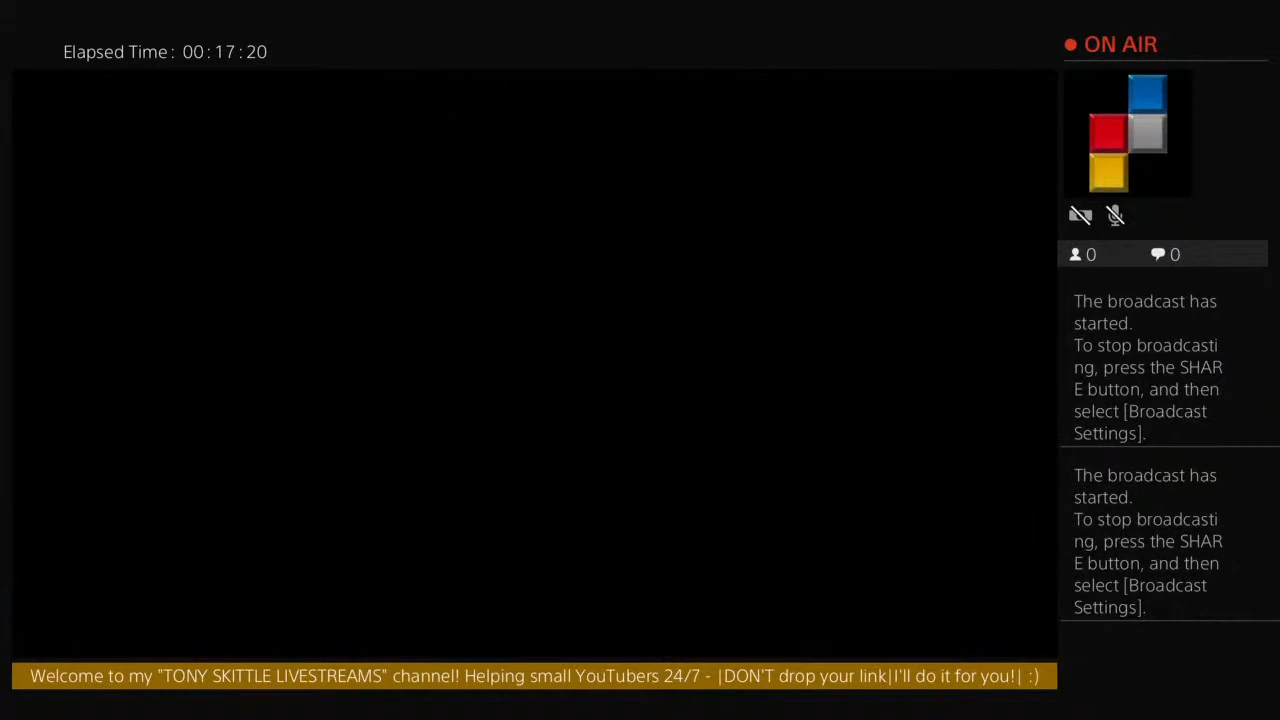 Elapsed Time: 00:17:20
ON AIR
0 0
The broadcast has
started.
To stop broadcasti
ng, press the SHAR
E button, and then
select [Broadcast
Settings].
The broadcast has
started.
To stop broadcasti
ng, press the SHAR
E button, and then
select [Broadcast
Settings].
Welcome to my "TONY SKITTLE LIVESTREAMS" channel! Helping small YouTubers 24/7 - |DON'T drop your link|I'll do it for you!| :)